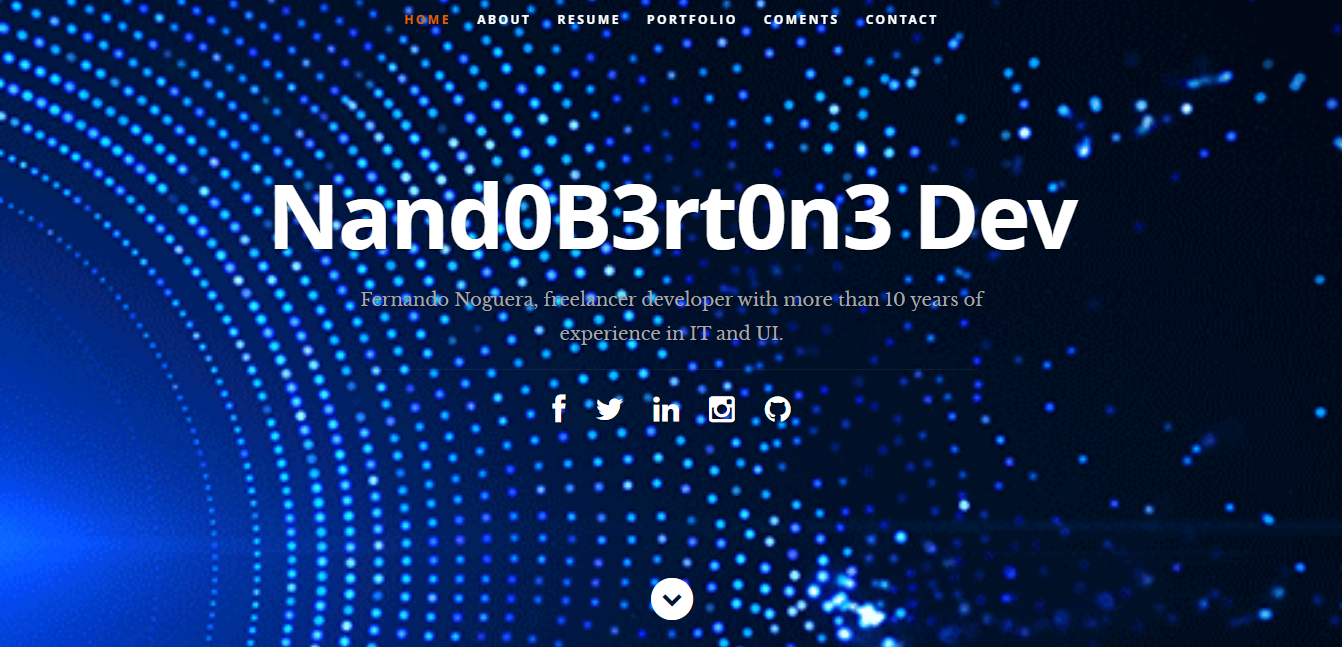 HOME ABOUT RESUME PORTFOLIO COMENTS CONTACT
Nand0B3rt0n3 Dev
Fernando Noguera, freelancer developer with more than 10 years of
experience in IT and UI.